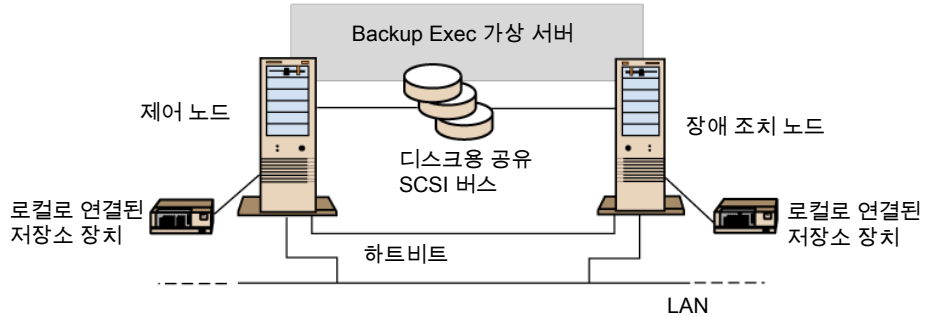 Backup Exec 가상 서버
제어 노드
장애 조치 노드
디스크용 공유
SCSI 버스
로컬로 연결된
저장소 장치
로컬로 연결된
저장소 장치
하트비트
LAN